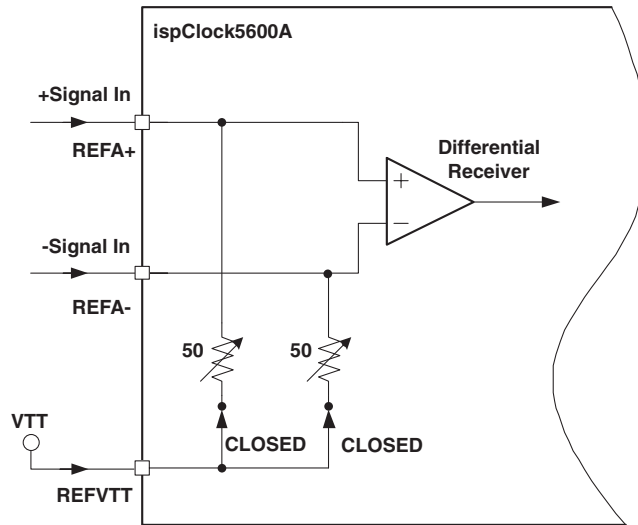 ispClock5600A
+Signal In
REFA+
Differential
Receiver
+
−
-Signal In
REFA-
50
50
VTT
CLOSED
CLOSED
REFVTT